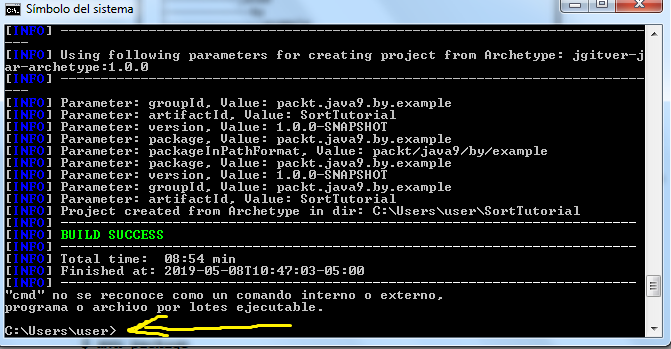 Símbolo del sistema
[INFO] ------------------------------------------------------------------------
---
[INFO] Using following parameters for creating project from Archetype: jgitver-j
ar-archetype:1.0.0
[INFO] ------------------------------------------------------------------------
---
[INFO] Parameter: groupId, Value: packt.java9.by.example
[INFO] Parameter: artifactId, Value: SortTutorial
[INFO] Parameter: version, Value: 1.0.0-SNAPSHOT
[INFO] Parameter: package, Value: packt.java9.by.example
[INFO] Parameter: packageInPathFormat, Value: packt/java9/by/example
[INFO] Parameter: package, Value: packt.java9.by.example
[INFO] Parameter: version, Value: 1.0.0-SNAPSHOT
[INFO] Parameter: groupId, Value: packt.java9.by.example
[INFO] Parameter: artifactId, Value: SortTutorial
[INFO] Project created from Archetype in dir: C:\Users\user\SortTutorial
[INFO] ------------------------------------------------------------------------
[INFO] BUILD SUCCESS
[INFO] ------------------------------------------------------------------------
[INFO] Total time:  08:54 min
[INFO] Finished at: 2019-05-08T10:47:03-05:00
[INFO] ------------------------------------------------------------------------
"cmd" no se reconoce como un comando interno o externo,
programa o archivo por lotes ejecutable.
C:\Users\user>